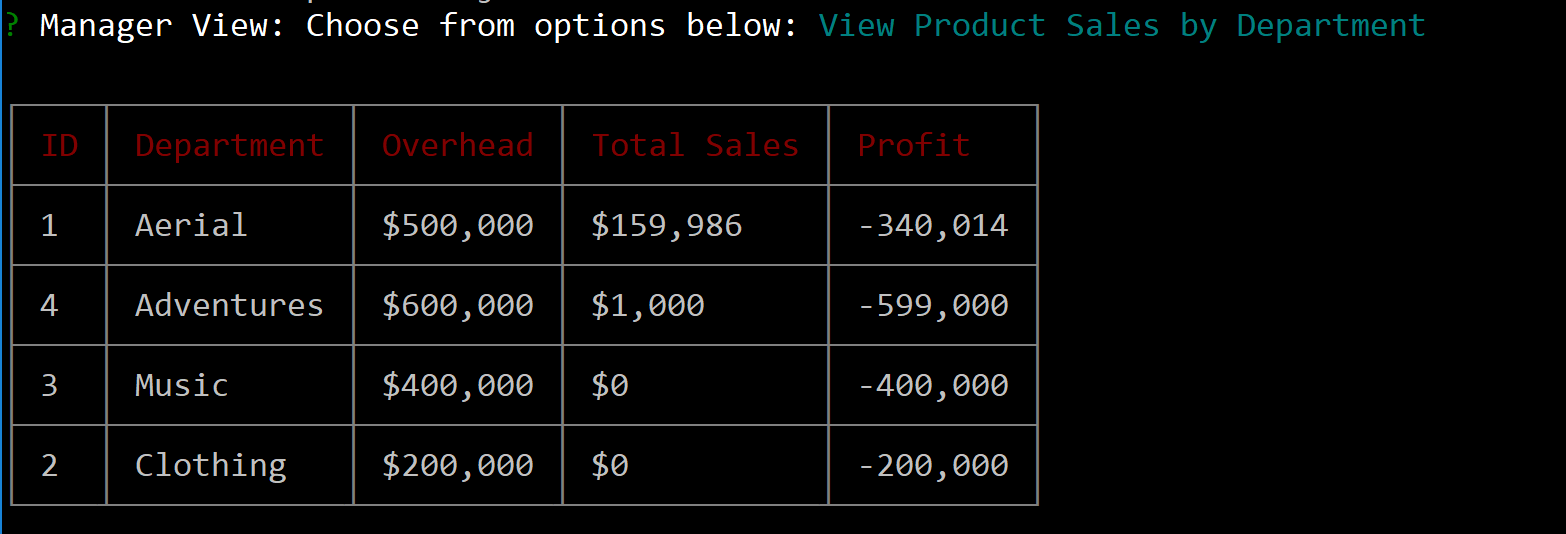 ? Manager View: Choose from options below: View Product Sales by Department
ID Department Overhead Total Sales Profit
1 Aerial $500,000 $159,986 -340,014
4 Adventures $600,000 $1,000 -599,000
3 Music $400,000 $0 -400,000
2 Clothing $200,000 $0 -200,000